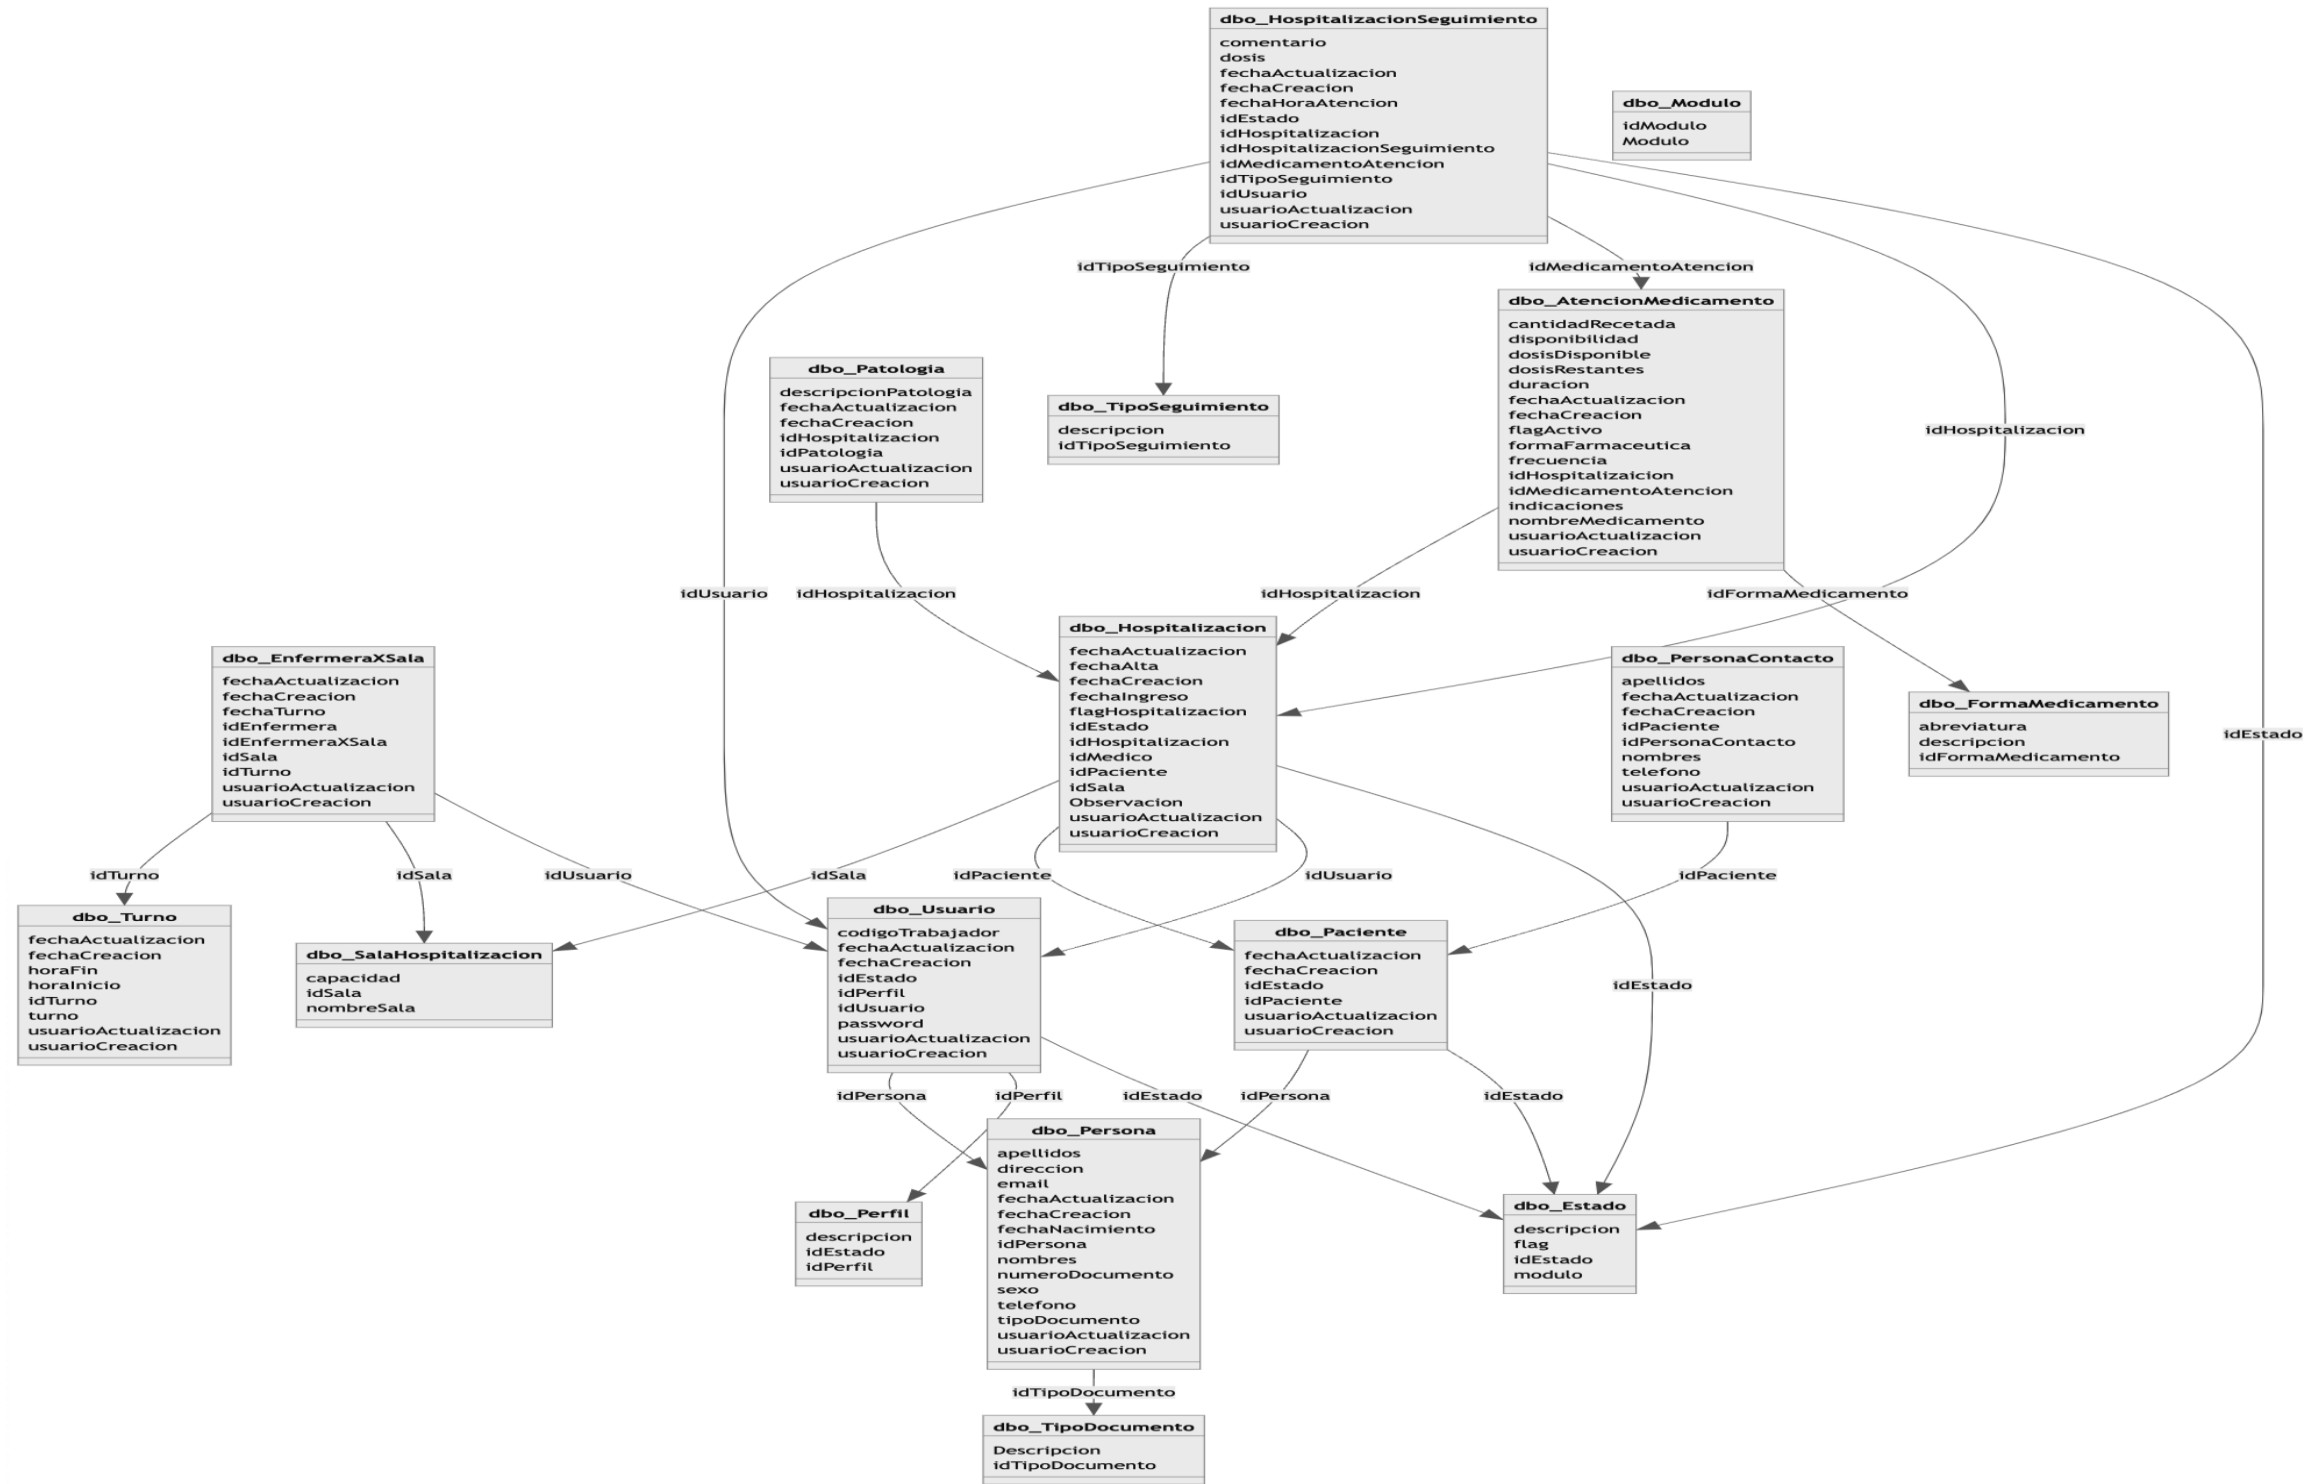 dbo_HospitalizacionSeguimiento
comentario
dosis
fechaActualizacion
fechaCreacion
fechaHoraAtencion
idEstado
idHospitalizacion
idHospitalizacionSeguimiento
idMedicamentoAtencion
idTipoSeguimiento
idUsuario
usuarioActualizacion
usuarioCreacion
dbo_Modulo
idModulo
Modulo
idTipoSeguimiento
idMedicamentoAtencion
dbo_AtencionMedicamento
cantidadRecetada
disponibilidad
dosisDisponible
dosisRestantes
duracion
fechaActualizacion
fechaCreacion
flagActivo
formaFarmaceutica
frecuencia
idHospitalizaicion
idMedicamentoAtencion
indicaciones
nombreMedicamento
usuarioActualizacion
usuarioCreacion
dbo_Patologia
descripcionPatologia
fechaActualizacion
fechaCreacion
idHospitalizacion
idPatologia
usuarioActualizacion
usuarioCreacion
dbo_TipoSeguimiento
descripcion
idTipoSeguimiento
idHospitalizacion
idUsuario
idHospitalizacion
idHospitalizacion
idFormaMedicamento
dbo_Hospitalizacion
fechaActualizacion
fechaAlta
fechaCreacion
fechaIngreso
flagHospitalizacion
idEstado
idHospitalizacion
idMedico
idPaciente
idSala
Observacion
usuarioActualizacion
usuarioCreacion
dbo_EnfermeraXSala
fechaActualizacion
fechaCreacion
fechaTurno
idEnfermera
idEnfermeraXSala
idSala
idTurno
usuarioActualizacion
usuarioCreacion
dbo_PersonaContacto
apellidos
fechaActualizacion
fechaCreacion
idPaciente
idPersonaContacto
nombres
telefono
usuarioActualizacion
usuarioCreacion
dbo_FormaMedicamento
abreviatura
descripcion
idFormaMedicamento
idEstado
idTurno
idSala
idUsuario
idSala
idPaciente
idUsuario
idPaciente
dbo_Turno
fechaActualizacion
fechaCreacion
horaFin
horaInicio
idTurno
turno
usuarioActualizacion
usuarioCreacion
dbo_SalaHospitalizacion
capacidad
idSala
nombreSala
dbo_Usuario
codigoTrabajador
fechaActualizacion
fechaCreacion
idEstado
idPerfil
idUsuario
password
usuarioActualizacion
usuarioCreacion
dbo_Paciente
fechaActualizacion
fechaCreacion
idEstado
idPaciente
usuarioActualizacion
usuarioCreacion
idEstado
idPersona
idPerfil
idEstado
idPersona
idEstado
dbo_Persona
apellidos
direccion
email
fechaActualizacion
fechaCreacion
fechaNacimiento
idPersona
nombres
numeroDocumento
sexo
telefono
tipoDocumento
usuarioActualizacion
usuarioCreacion
dbo_Perfil
descripcion
idEstado
idPerfil
dbo_Estado
descripcion
flag
idEstado
modulo
idTipoDocumento
dbo_TipoDocumento
Descripcion
idTipoDocumento